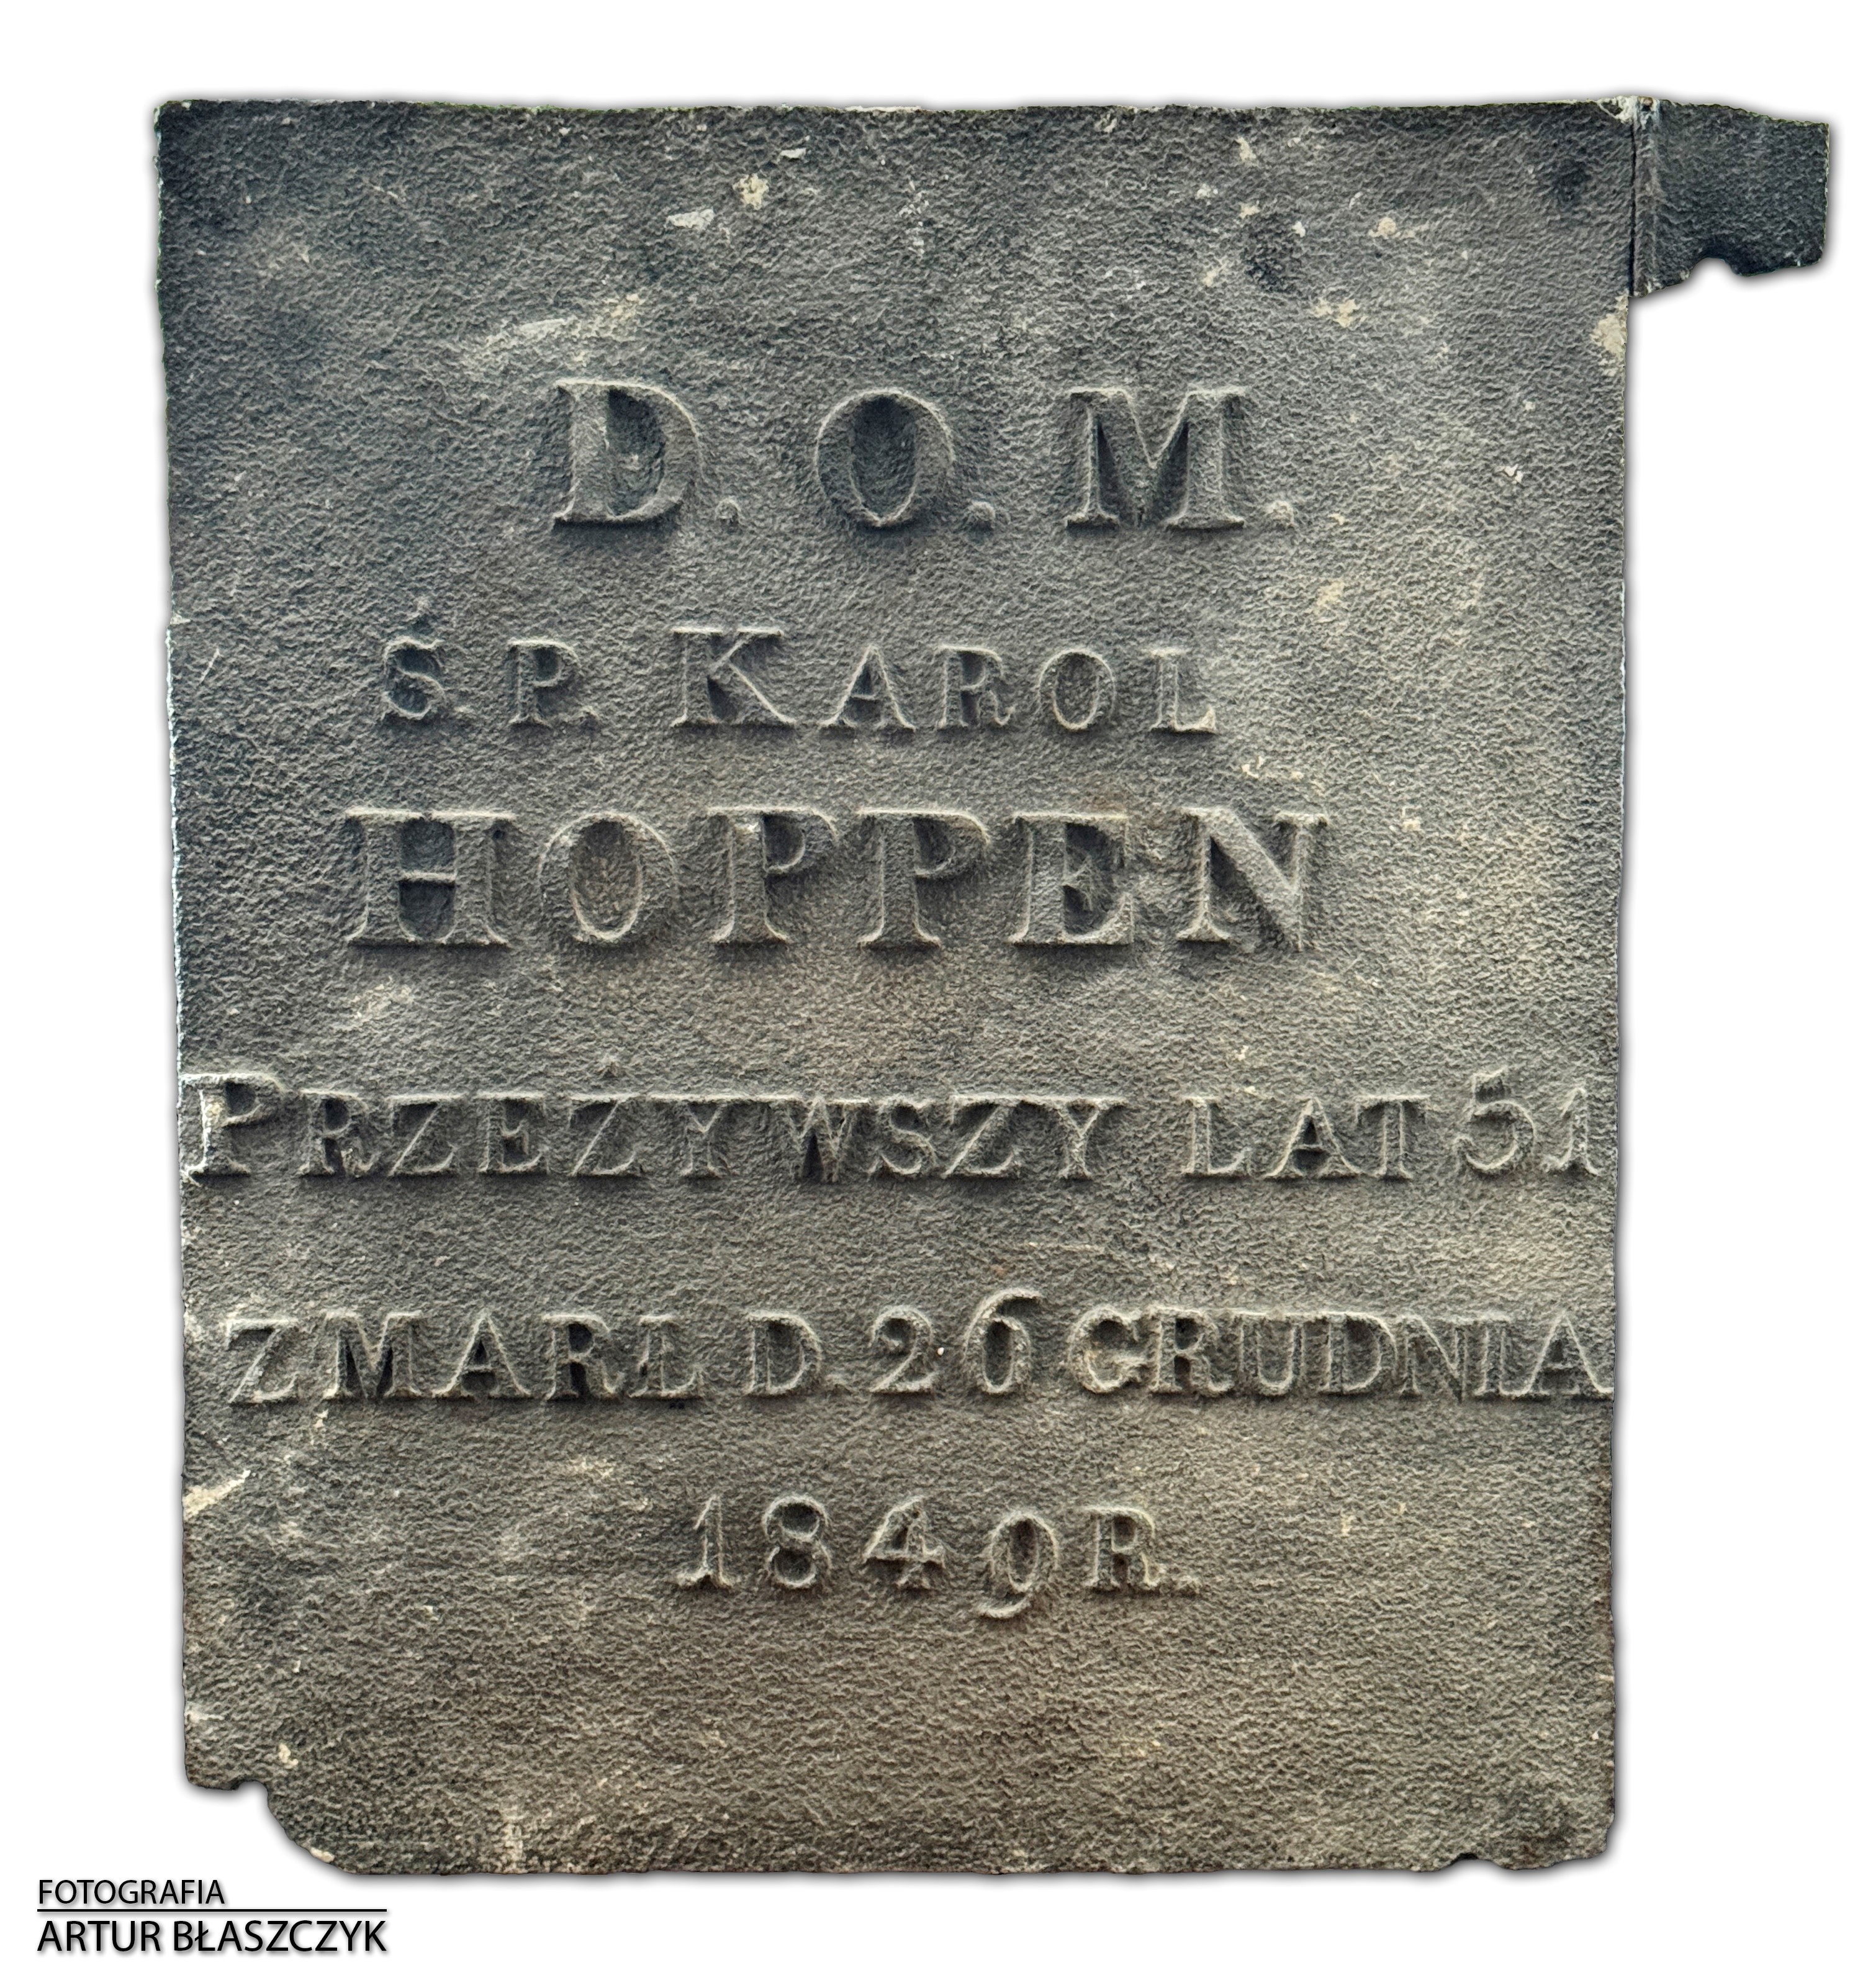 D. O. M.
Ś. P. KAROL
HOPPEN
PRZEŻYWSZY LAT 51
ZMARŁ D. 26 GRUDNIA
1849 R.
FOTOGRAFIA
ARTUR BŁASZCZYK